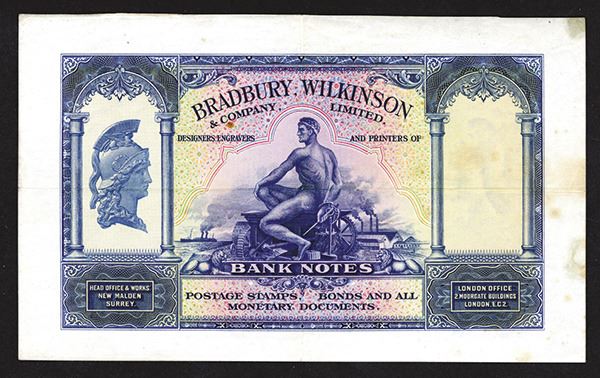 BRADBURY, WILKINSON
& COMPANY LIMITED.
DESIGNERS, ENGRAVERS AND PRINTERS OF
BANK NOTES
POSTAGE STAMPS, BONDS AND ALL
MONETARY DOCUMENTS.
HEAD OFFICE & WORKS.
NEW MALDEN
SURREY.
LONDON OFFICE
2, MOORGATE BUILDINGS
LONDON, E.C.2.